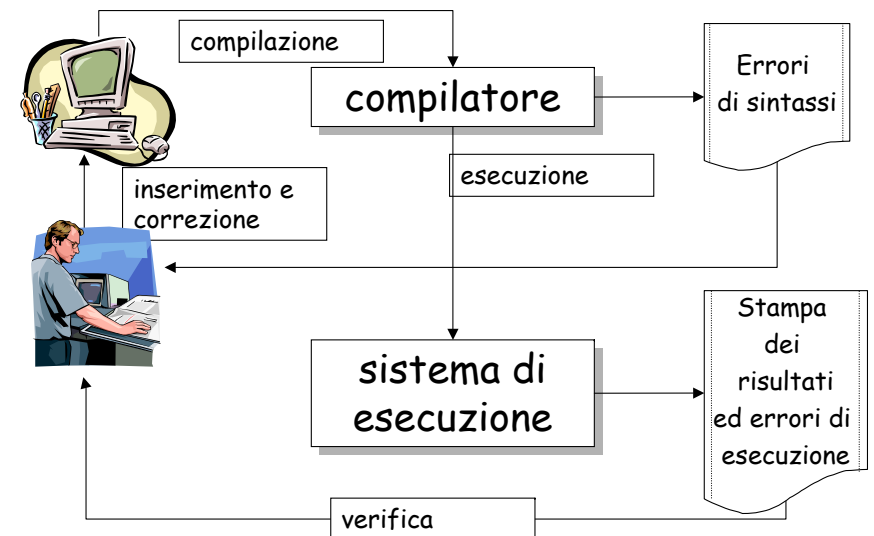 compilazione
compilatore
Errori
di sintassi
esecuzione
inserimento e
correzione
sistema di
esecuzione
Stampa
dei
risultati
ed errori di
esecuzione
verifica